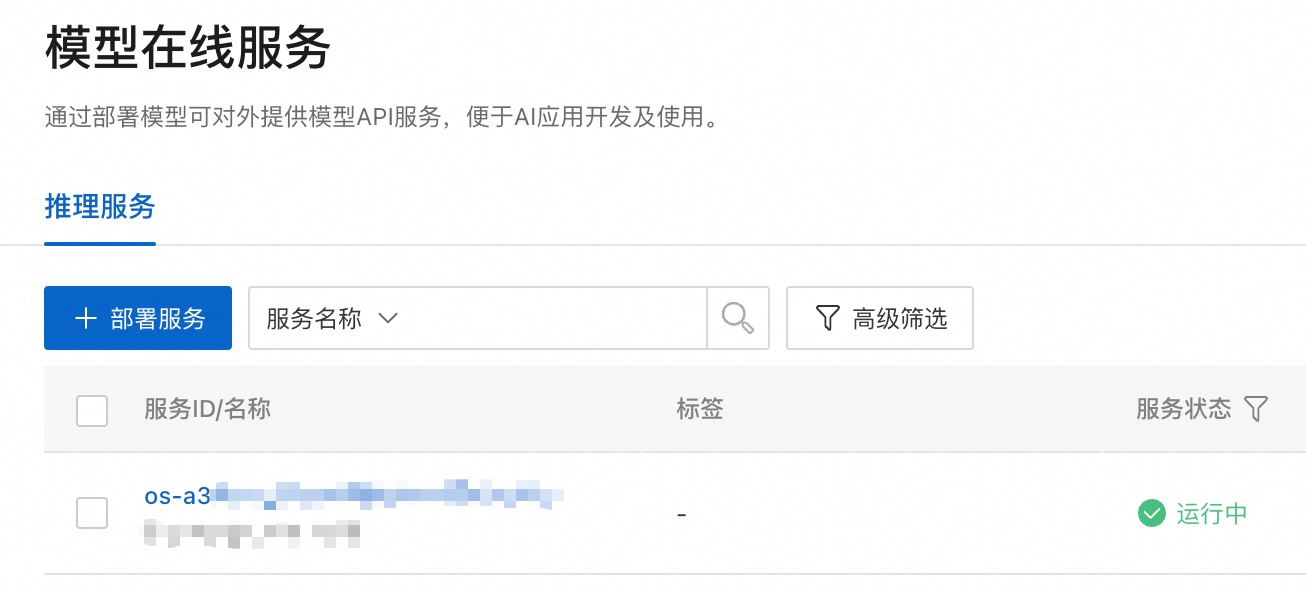 模型在线服务
通过部署模型可对外提供模型API服务，便于AI应用开发及使用。
推理服务
部署服务 服务名称 高级筛选
服务ID/名称 标签 服务状态
os-a3
- 运行中